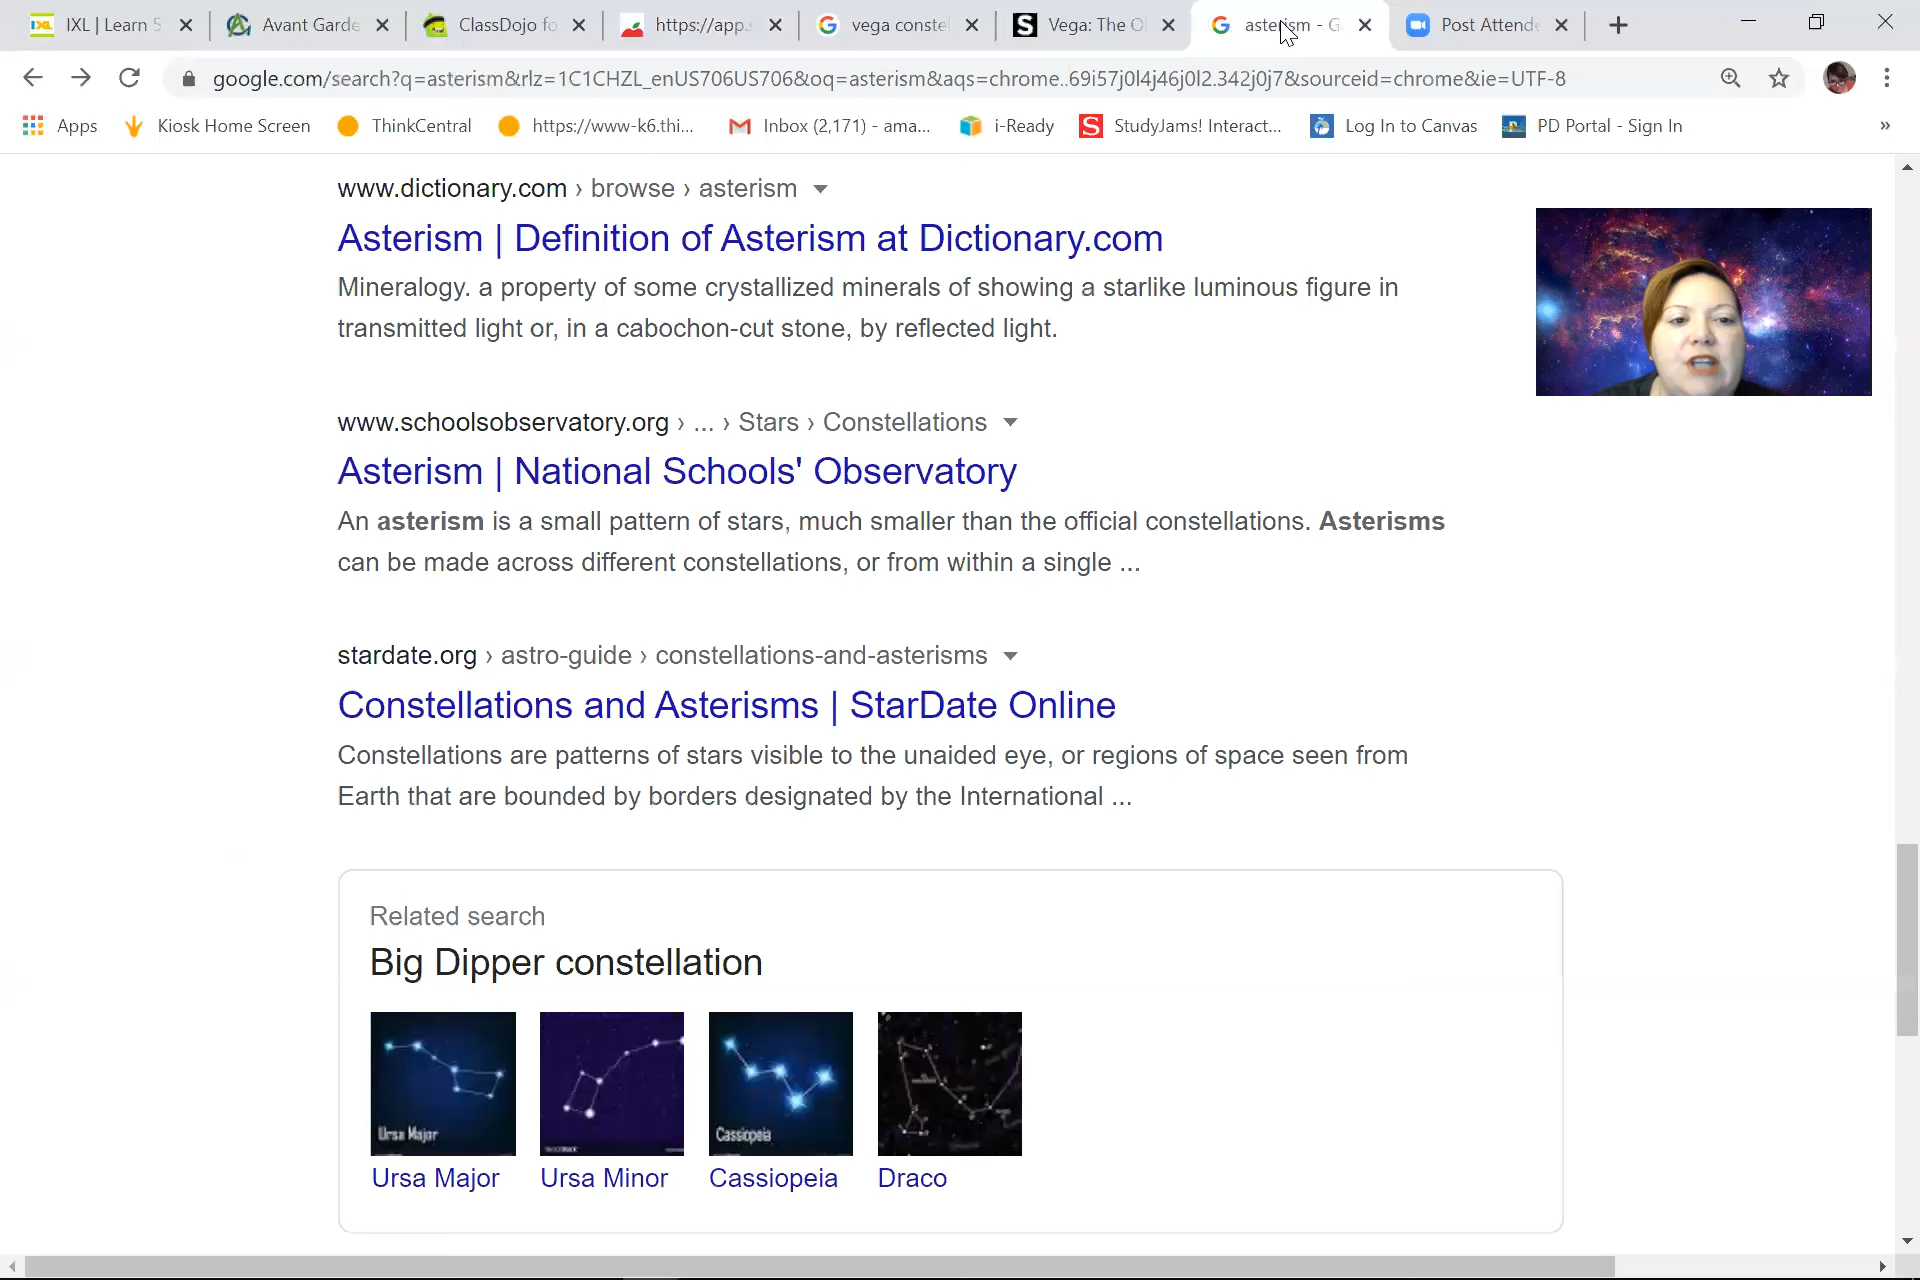 IXL | Learn 5
Avant Garde
ClassDojo fo
https://app.
vega constel
Vega: The Ol
asterism - G
Post Attende
google.com/search?q=asterism&rlz=1C1CHZL_enUS706US706&oq=asterism&aqs=chrome..69i57j0l4j46j0l2.342j0j7&sourceid=chrome&ie=UTF-8
Apps
Kiosk Home Screen
ThinkCentral
https://www-k6.thi...
Inbox (2,171) - ama...
i-Ready
StudyJams! Interact...
Log In to Canvas
PD Portal - Sign In
»
www.dictionary.com › browse › asterism
Asterism | Definition of Asterism at Dictionary.com
Mineralogy. a property of some crystallized minerals of showing a starlike luminous figure in
transmitted light or, in a cabochon-cut stone, by reflected light.
www.schoolsobservatory.org › ... › Stars › Constellations
Asterism | National Schools' Observatory
An asterism is a small pattern of stars, much smaller than the official constellations. Asterisms
can be made across different constellations, or from within a single ...
stardate.org › astro-guide › constellations-and-asterisms
Constellations and Asterisms | StarDate Online
Constellations are patterns of stars visible to the unaided eye, or regions of space seen from
Earth that are bounded by borders designated by the International ...
Related search
Big Dipper constellation
Ursa Major
Cassiopeia
Ursa Major
Ursa Minor
Cassiopeia
Draco